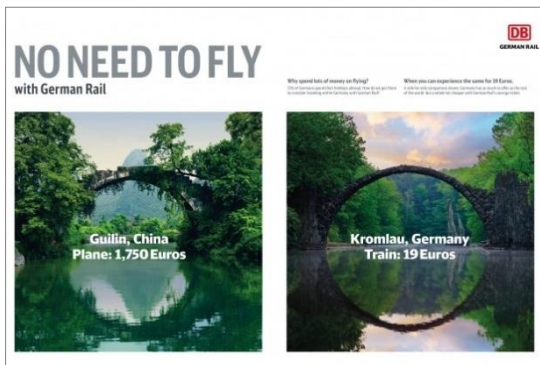 DB
GERMAN RAIL
NO NEED TO FLY
with German Rail
Why spend lots of money on flying?
When you can experience the same for 19 Euros.
Guilin, China
Plane: 1,750 Euros
Kromlau, Germany
Train: 19 Euros